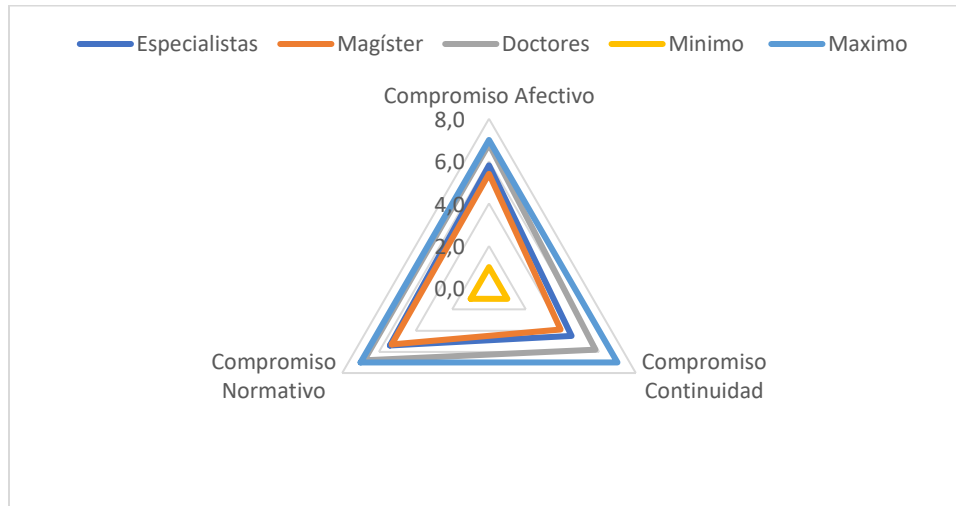 Especialistas Magíster Doctores Minimo Maximo
Compromiso Afectivo
8,0
6,0
4,0
2,0
0,0
Compromiso
Normativo
Compromiso
Continuidad